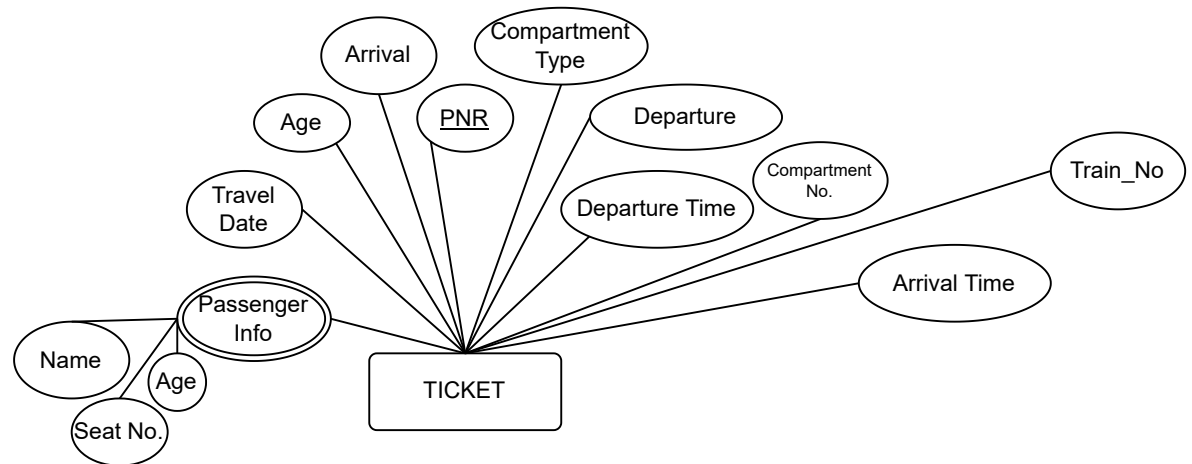 Compartment
Type
Arrival
PNR
Departure
Age
Compartment
No.
Train_No
Travel
Date
Departure Time
Arrival Time
Passenger
Info
Name
Age
Seat No.
TICKET